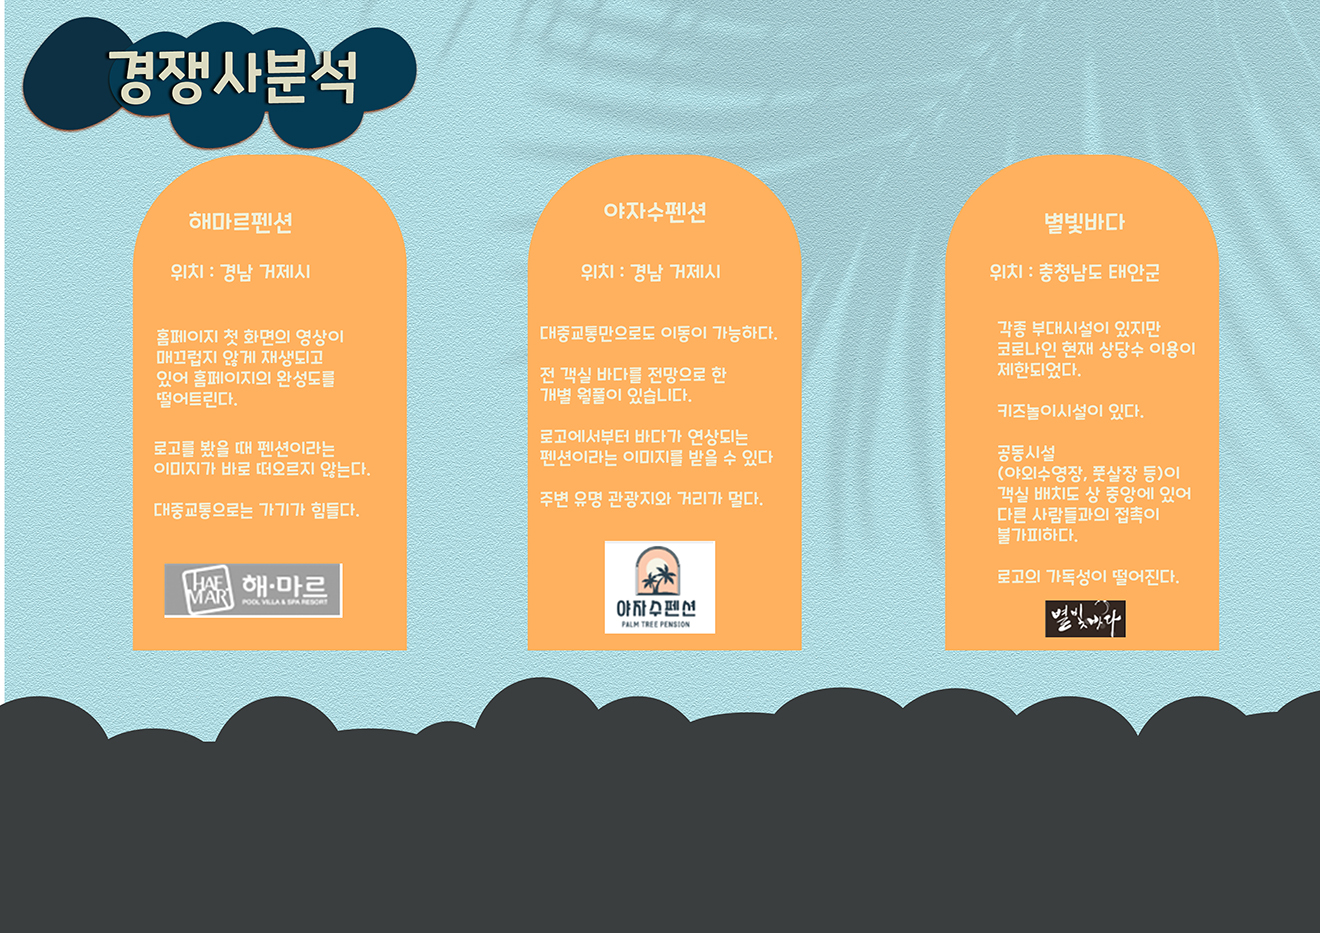 경쟁사분석
해마르펜션
위치 : 경남 거제시
홈페이지 첫 화면의 영상이
매끄럽지 않게 재생되고
있어 홈페이지의 완성도를
떨어트린다.
로고를 봤을 때 펜션이라는
이미지가 바로 떠오르지 않는다.
대중교통으로는 가기가 힘들다.
HAE
MAR
해·마르
POOL VILLA & SPA RESORT
야자수펜션
위치 : 경남 거제시
대중교통만으로도 이동이 가능하다.
전 객실 바다를 전망으로 한
개별 월풀이 있습니다.
로고에서부터 바다가 연상되는
펜션이라는 이미지를 받을 수 있다
주변 유명 관광지와 거리가 멀다.
야자수펜션
PALM TREE PENSION
별빛바다
위치 : 충청남도 태안군
각종 부대시설이 있지만
코로나인 현재 상당수 이용이
제한되었다.
키즈놀이시설이 있다.
공동시설
(야외수영장, 풋살장 등)이
객실 배치도 상 중앙에 있어
다른 사람들과의 접촉이
불가피하다.
로고의 가독성이 떨어진다.
별빛바다